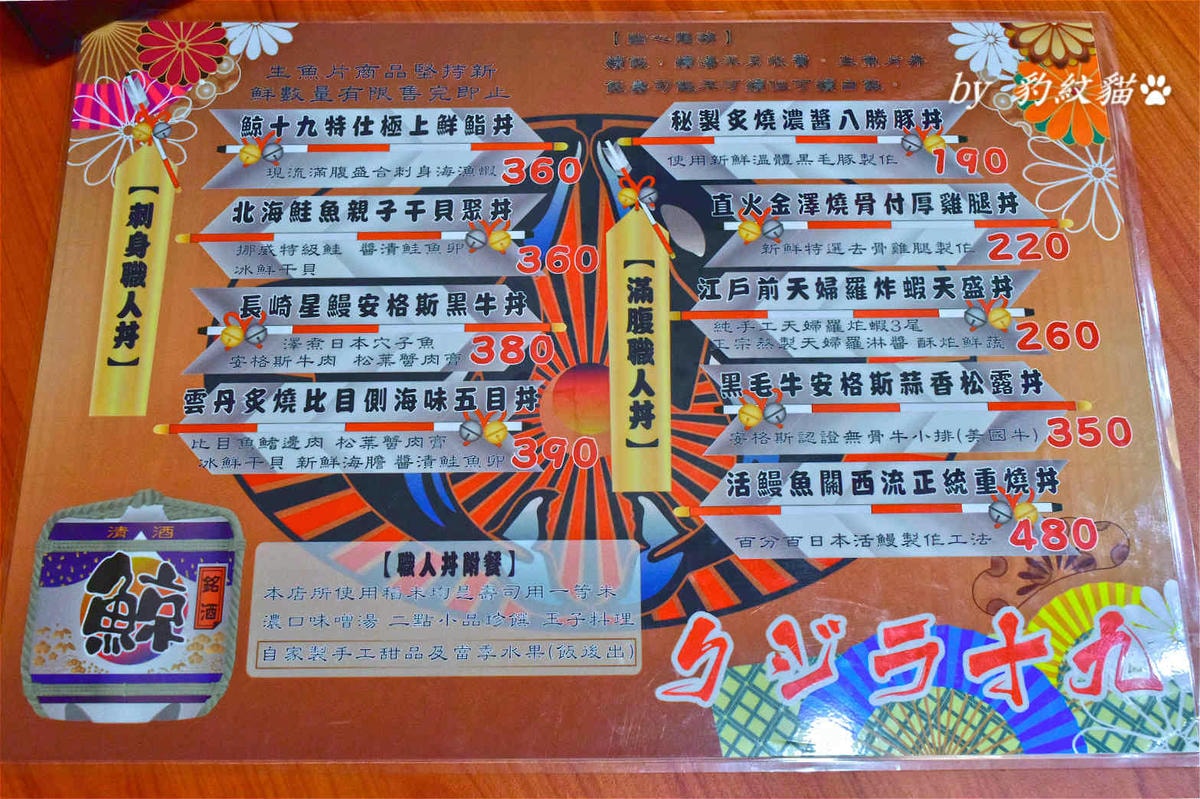 生魚片商品堅持新
鮮數量有限售完即止
by 豹紋貓
【刺身職人丼】
鯨十九特仕極上鮮鮨丼
現流滿腹盛合刺身海漁蝦 360
北海鮭魚親子干貝聚丼
挪威特級鮭 醬漬鮭魚卵
冰鮮干貝
360
長崎星鰻安格斯黑牛丼
澤煮日本穴子魚
安格斯牛肉 松葉蟹肉膏
380
雲丹炙燒比目側海味五目丼
比目魚鰭邊肉 松葉蟹肉膏
冰鮮干貝 新鮮海膽 醬漬鮭魚卵
390
【滿腹職人丼】
秘製炙燒濃醬八勝豚丼
使用新鮮溫體黑毛豚製作 190
直火金澤燒骨付厚雞腿丼
新鮮特選去骨雞腿製作 220
江戶前天婦羅炸蝦天盛丼
純手工天婦羅炸蝦3尾
正宗熬製天婦羅淋醬 酥炸鮮蔬
260
黑毛牛安格斯蒜香松露丼
安格斯認證無骨牛小排(美國牛) 350
活鰻魚關西流正統重燒丼
百分百日本活鰻製作工法 480
清酒
鯨
銘酒
【職人丼附餐】
本店所使用稻米均是壽司用一等米
濃口味噌湯 二點小品珍饌 玉子料理
自家製手工甜品及當季水果(飯後出)
クジラ十九